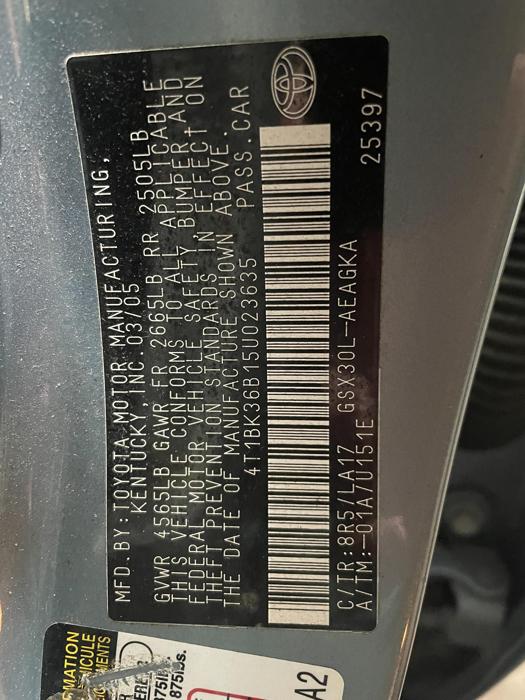 MFD. BY: TOYOTA MOTOR MANUFACTURING,
KENTUCKY, INC. 03/05
GVWR 4565LB GAWR FR 2665LB RR 2505LB
THIS VEHICLE CONFORMS TO ALL APPLICABLE
FEDERAL MOTOR VEHICLE SAFETY, BUMPER AND
THEFT PREVENTION STANDARDS IN EFFECT ON
THE DATE OF MANUFACTURE SHOWN ABOVE.
4T1BK36B15U023635 PASS.CAR
C/TR:8R5/LA17 GSX30L-AEAGKA
A/TM:-01A/U151E 25397
A2